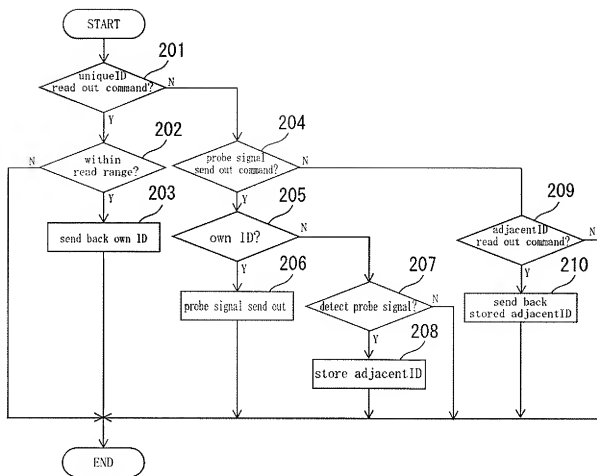 START
201
uniqueID
read out command?
N
Y
202
N
within
read range?
Y
203
send back own ID
204
probe signal
send out command?
N
Y
205
own ID?
N
Y
206
probe signal send out
207
detect probe signal?
N
Y
208
store adjacentID
209
adjacentID
read out command?
N
Y
210
send back
stored adjacentID
END